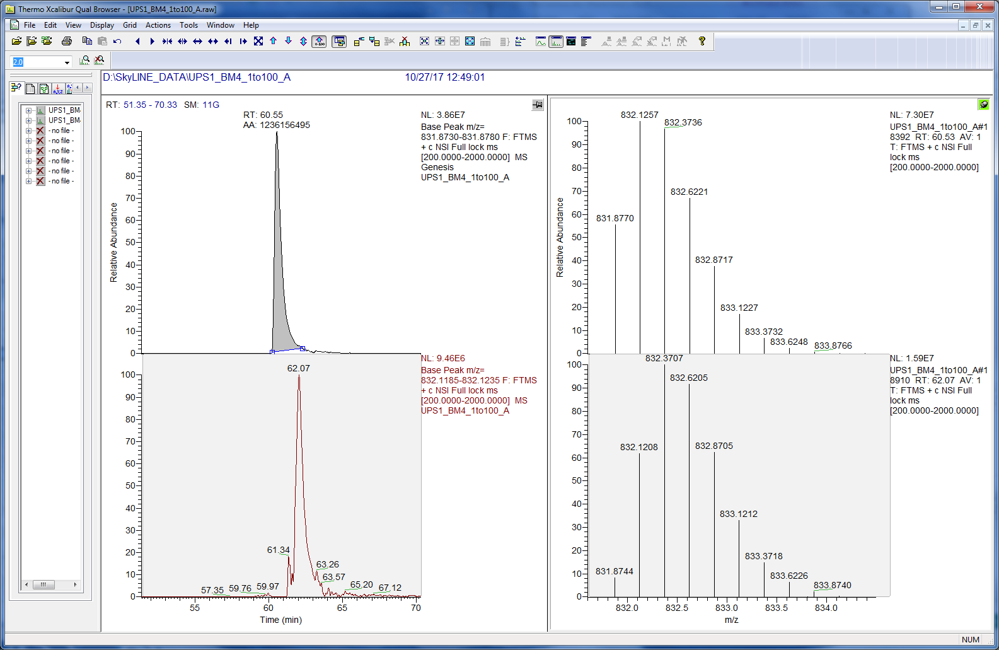 Thermo Xcalibur Qual Browser - [UPS1_BM4_1to100_A.raw]
File Edit View Display Grid Actions Tools Window Help
2.0
D:\SkyLINE_DATA\UPS1_BM4_1to100_A 10/27/17 12:49:01
UPS1_BM
UPS1_BM
- no file -
- no file -
- no file -
- no file -
- no file -
- no file -
RT: 51.35 - 70.33 SM: 11G
RT: 60.55
AA: 1236156495
NL: 3.86E7
Base Peak m/z=
831.8730-831.8780 F: FTMS
+ c NSI Full lock ms
[200.0000-2000.0000] MS
Genesis
UPS1_BM4_1to100_A
100
90
80
70
60
50
40
30
20
10
0
Relative Abundance
NL: 9.46E6
Base Peak m/z=
832.1185-832.1235 F: FTMS
+ c NSI Full lock ms
[200.0000-2000.0000] MS
UPS1_BM4_1to100_A
62.07
100
90
80
70
60
50
40
30
20
10
0
61.34
63.26
63.57
57.35
59.76
59.97
65.20
67.12
55 60 65 70
Time (min)
832.1257
832.3736
832.6221
831.8770
832.8717
833.1227
833.3732
833.6248
833.8766
NL: 7.30E7
UPS1_BM4_1to100_A#1
8392 RT: 60.53 AV: 1
T: FTMS + c NSI Full
lock ms
[200.0000-2000.0000]
100
90
80
70
60
50
40
30
20
10
0
Relative Abundance
832.3707
832.6205
832.1208
832.8705
833.1212
833.3718
831.8744
833.6226
833.8740
NL: 1.59E7
UPS1_BM4_1to100_A#1
8910 RT: 62.07 AV: 1
T: FTMS + c NSI Full
lock ms
[200.0000-2000.0000]
100
90
80
70
60
50
40
30
20
10
0
832.0 832.5 833.0 833.5 834.0
m/z
NUM